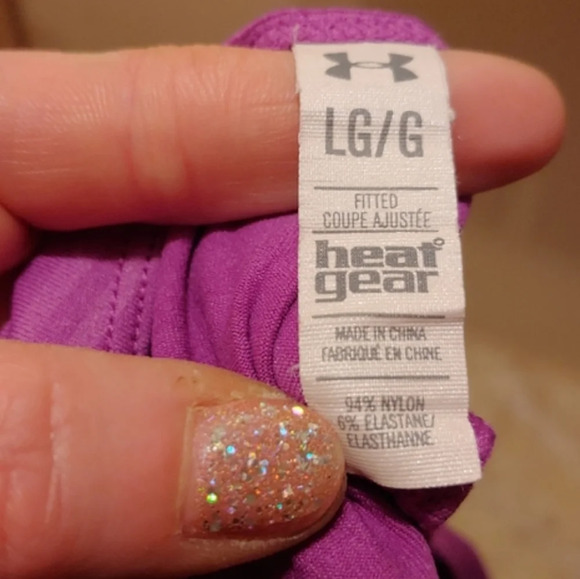 LG/G
FITTED
COUPE AJUSTÉE
heat
gear
MADE IN CHINA
FABRIQUÉ EN CHINE
94% NYLON
6% ELASTANE/
ELASTHANNE